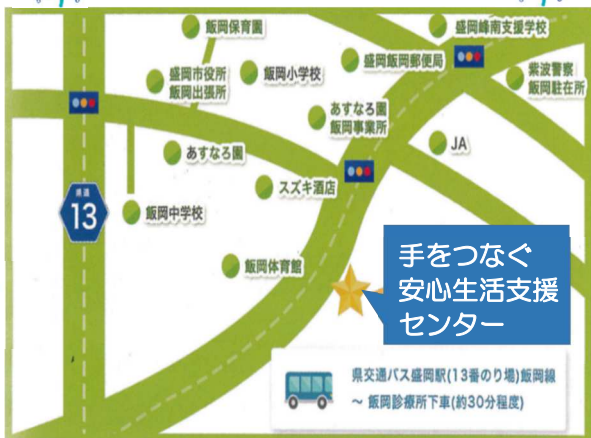 飯岡保育園
盛岡峰南支援学校
盛岡市役所
飯岡出張所
飯岡小学校
盛岡飯岡郵便局
紫波警察
飯岡駐在所
あすなろ園
飯岡事業所
JA
あすなろ園
スズキ酒店
県道
13
飯岡中学校
飯岡体育館
手をつなぐ
安心生活支援
センター
県交通バス盛岡駅(13番のり場)飯岡線
～ 飯岡診療所下車(約30分程度)